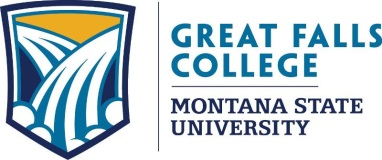 GREAT FALLS
COLLEGE
MONTANA STATE
UNIVERSITY